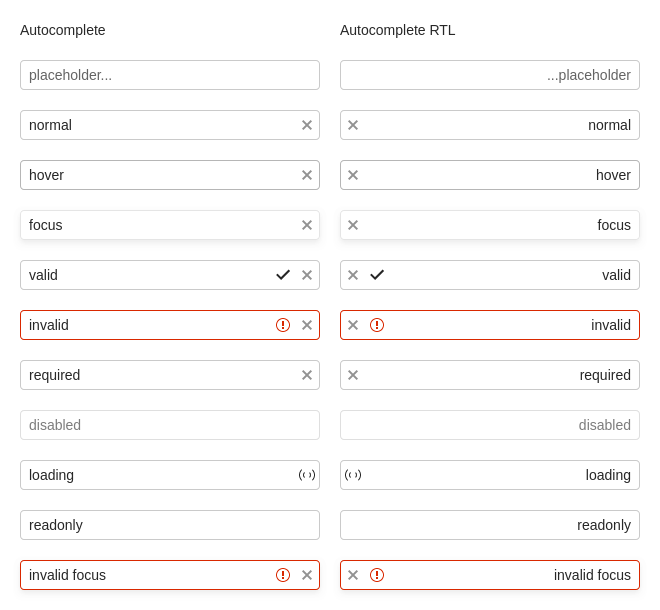 Autocomplete
placeholder...
normal
hover
focus
valid
invalid
required
disabled
loading
readonly
invalid focus
Autocomplete RTL
...placeholder
normal
hover
focus
valid
invalid
required
disabled
loading
readonly
invalid focus